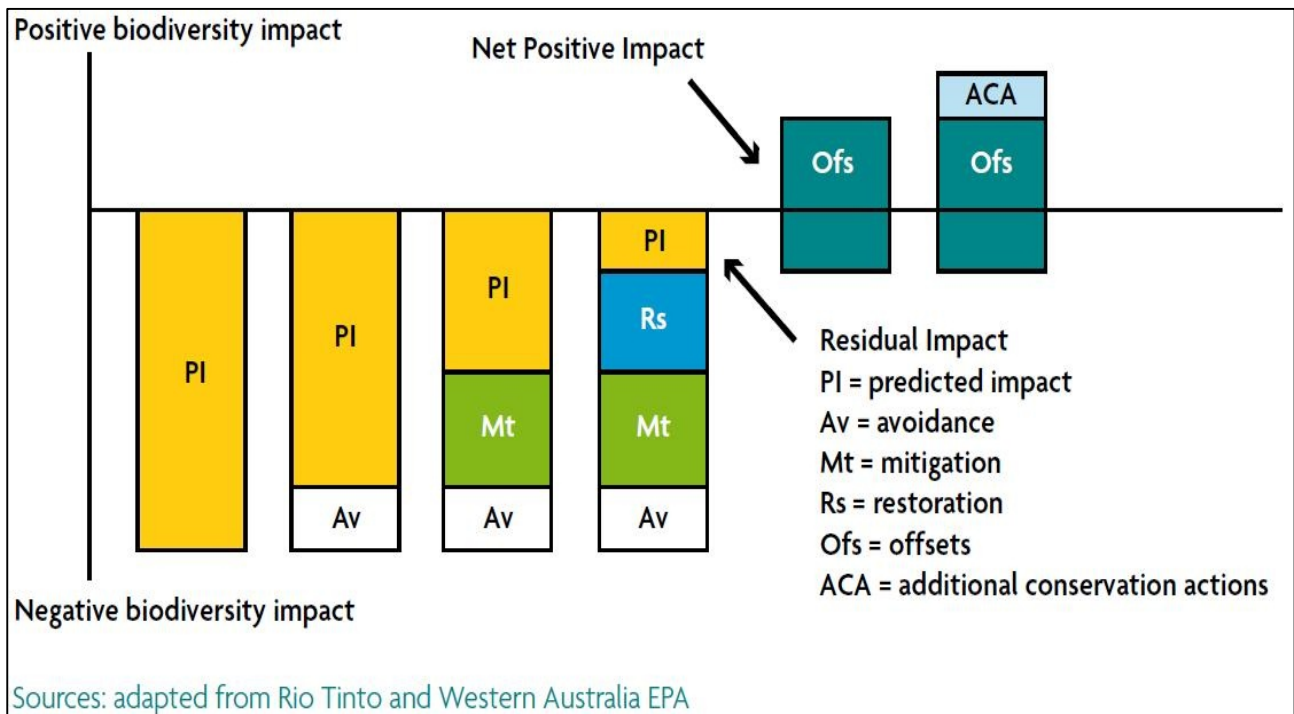 Positive biodiversity impact
Net Positive Impact
ACA
Ofs
Ofs
PI
PI
PI
PI
Rs
Mt
Mt
Av
Av
Av
Residual Impact
PI = predicted impact
Av = avoidance
Mt = mitigation
Rs = restoration
Ofs = offsets
ACA = additional conservation actions
Negative biodiversity impact
Sources: adapted from Rio Tinto and Western Australia EPA